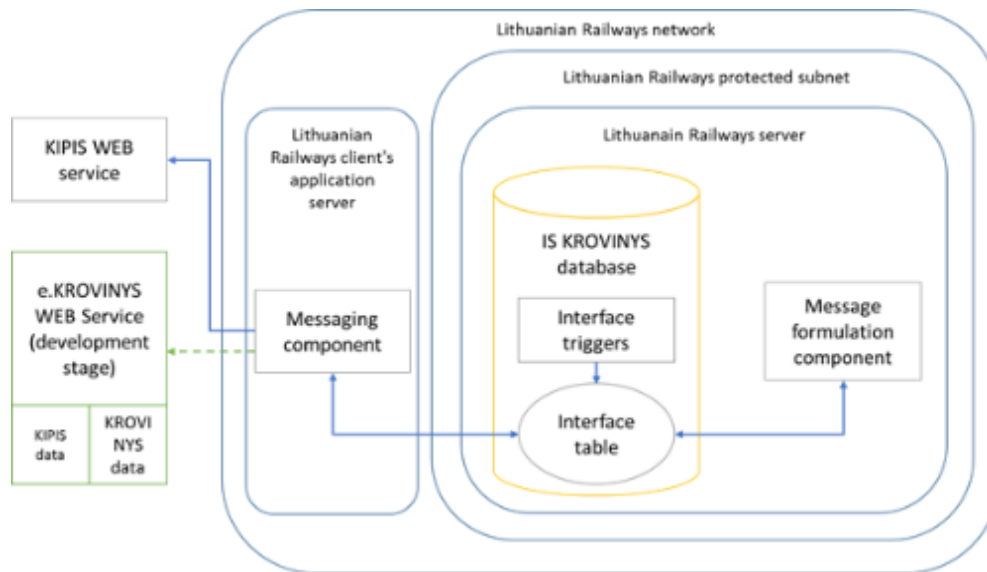 Lithuanian Railways network
Lithuanian Railways protected subnet
Lithuanain Railways server
Lithuanian
Railways client's
application
server
KIPIS WEB
service
e.KROVINYS
WEB Service
(development
stage)
KIPIS
data
KROVI
NYS
data
Messaging
component
IS KROVINYS
database
Interface
triggers
Interface
table
Message
formulation
component